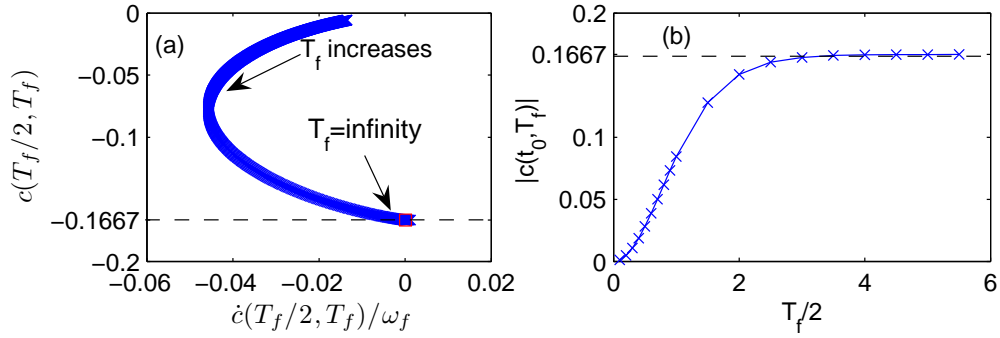 (a)
T_f increases
T_f=infinity
0
−0.05
−0.1
−0.1667
−0.2
−0.06
−0.04
−0.02
0
0.02
c(T_f/2, T_f)
ċ(T_f/2, T_f)/ω_f
(b)
0.2
0.1667
0.1
0.05
0
0
2
4
6
|c(t_0,T_f)|
T_f/2